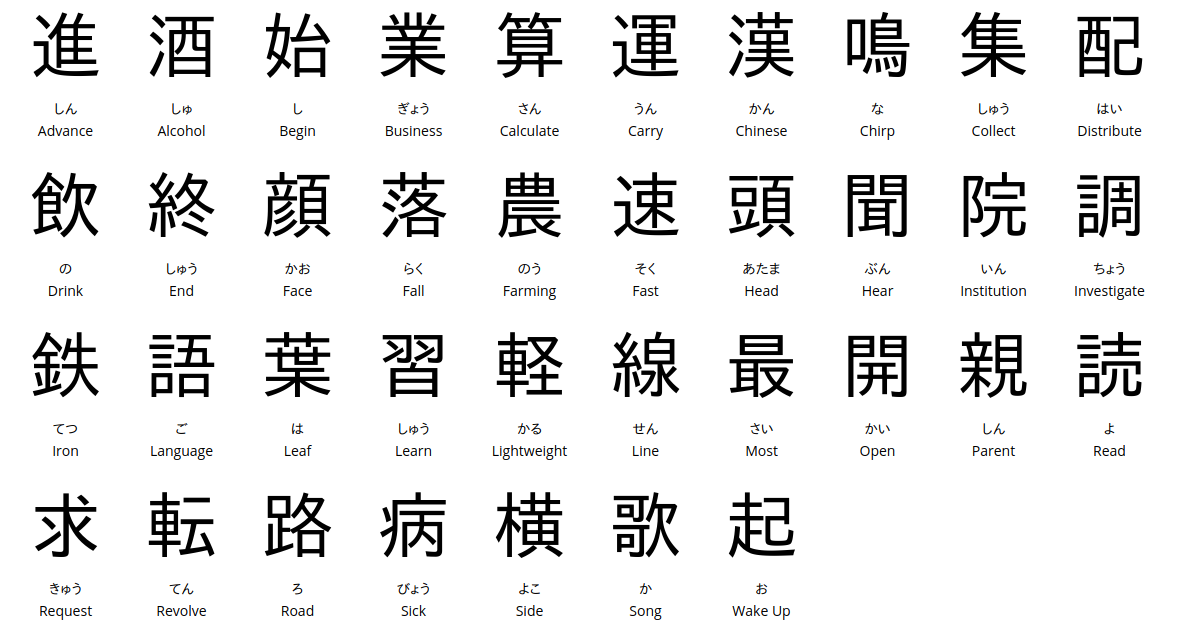 進 酒 始 業 算 運 漢 鳴 集 配
しん しゅ し ぎょう さん うん かん な しゅう はい
Advance Alcohol Begin Business Calculate Carry Chinese Chirp Collect Distribute
飲 終 顔 落 農 速 頭 聞 院 調
の しゅう かお らく のう そく あたま ぶん いん ちょう
Drink End Face Fall Farming Fast Head Hear Institution Investigate
鉄 語 葉 習 軽 線 最 開 親 読
てつ ご は しゅう かる せん さい かい しん よ
Iron Language Leaf Learn Lightweight Line Most Open Parent Read
求 転 路 病 横 歌 起
きゅう てん ろ びょう よこ か お
Request Revolve Road Sick Side Song Wake Up